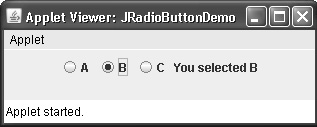 Applet Viewer: JRadioButtonDemo
Applet
A B C You selected B
Applet started.